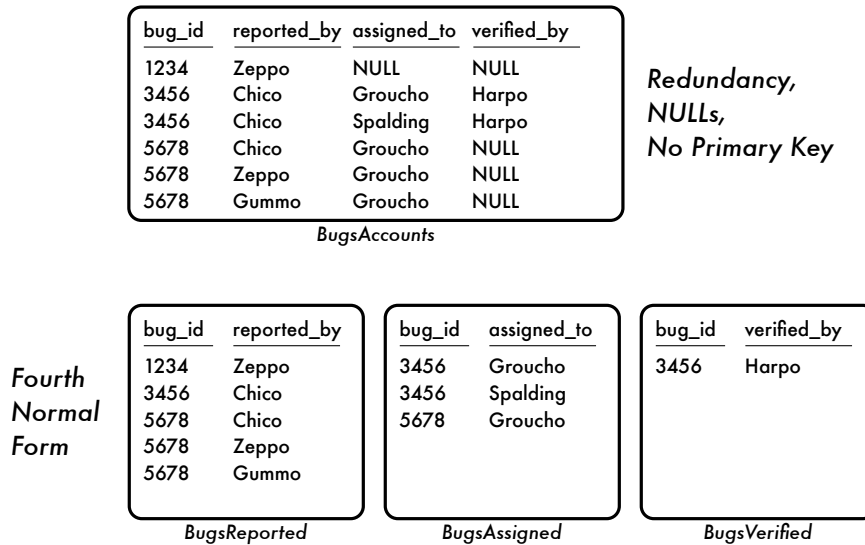 bug_id reported_by assigned_to verified_by
1234 Zeppo NULL NULL
3456 Chico Groucho Harpo
3456 Chico Spalding Harpo
5678 Chico Groucho NULL
5678 Zeppo Groucho NULL
5678 Gummo Groucho NULL
BugsAccounts
Redundancy,
NULLs,
No Primary Key
Fourth
Normal
Form
bug_id reported_by
1234 Zeppo
3456 Chico
5678 Chico
5678 Zeppo
5678 Gummo
BugsReported
bug_id assigned_to
3456 Groucho
3456 Spalding
5678 Groucho
BugsAssigned
bug_id verified_by
3456 Harpo
BugsVerified